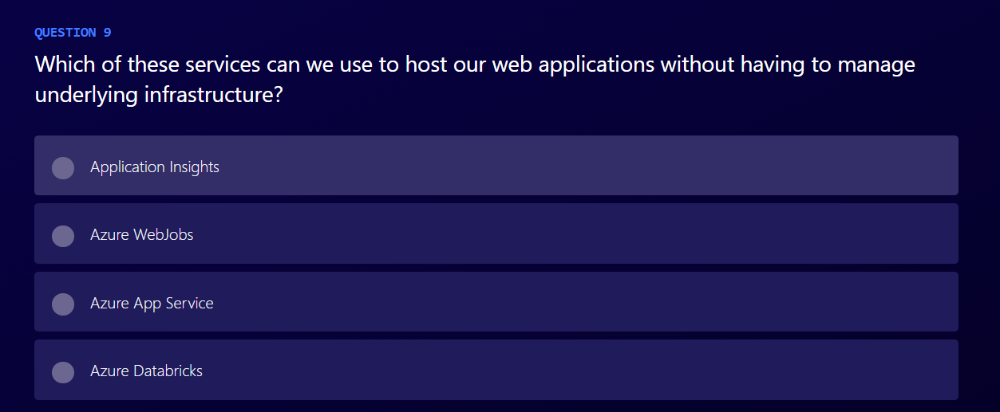 QUESTION 9
Which of these services can we use to host our web applications without having to manage
underlying infrastructure?
Application Insights
Azure WebJobs
Azure App Service
Azure Databricks